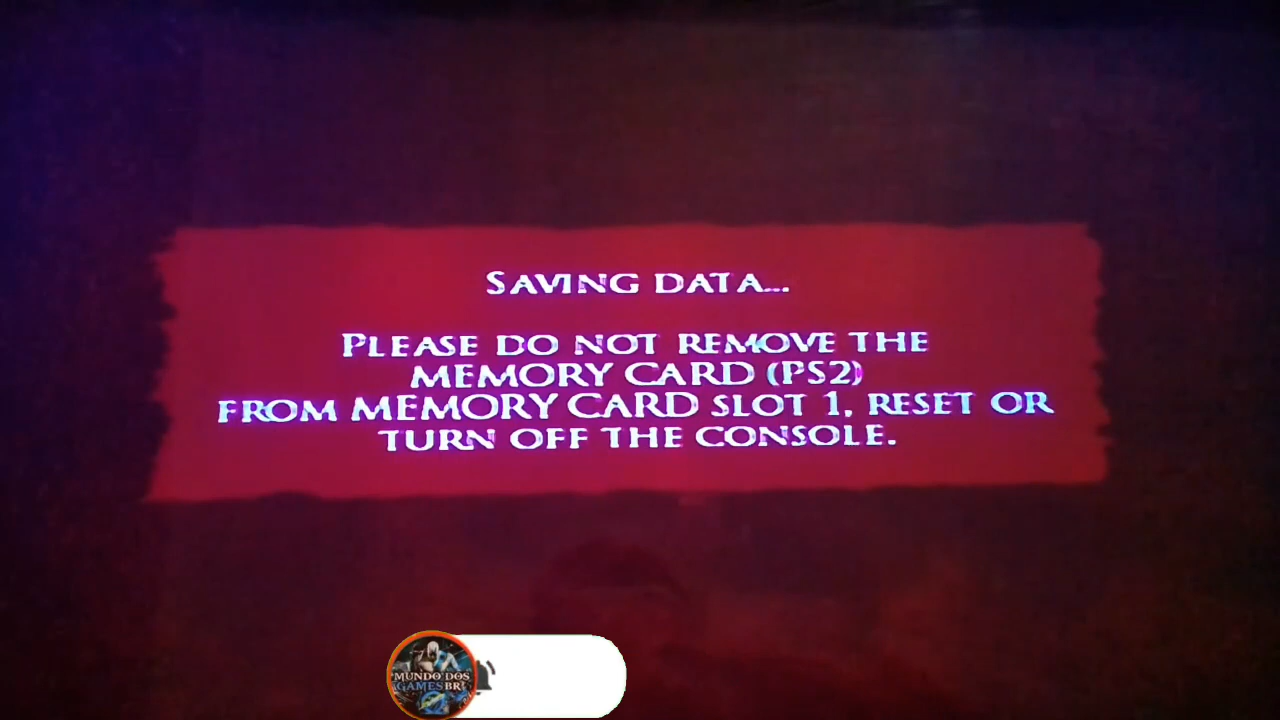 SAVING DATA...
PLEASE DO NOT REMOVE THE
MEMORY CARD (PS2)
FROM MEMORY CARD SLOT 1, RESET OR
TURN OFF THE CONSOLE.
MUNDO DOS
GAMES BR